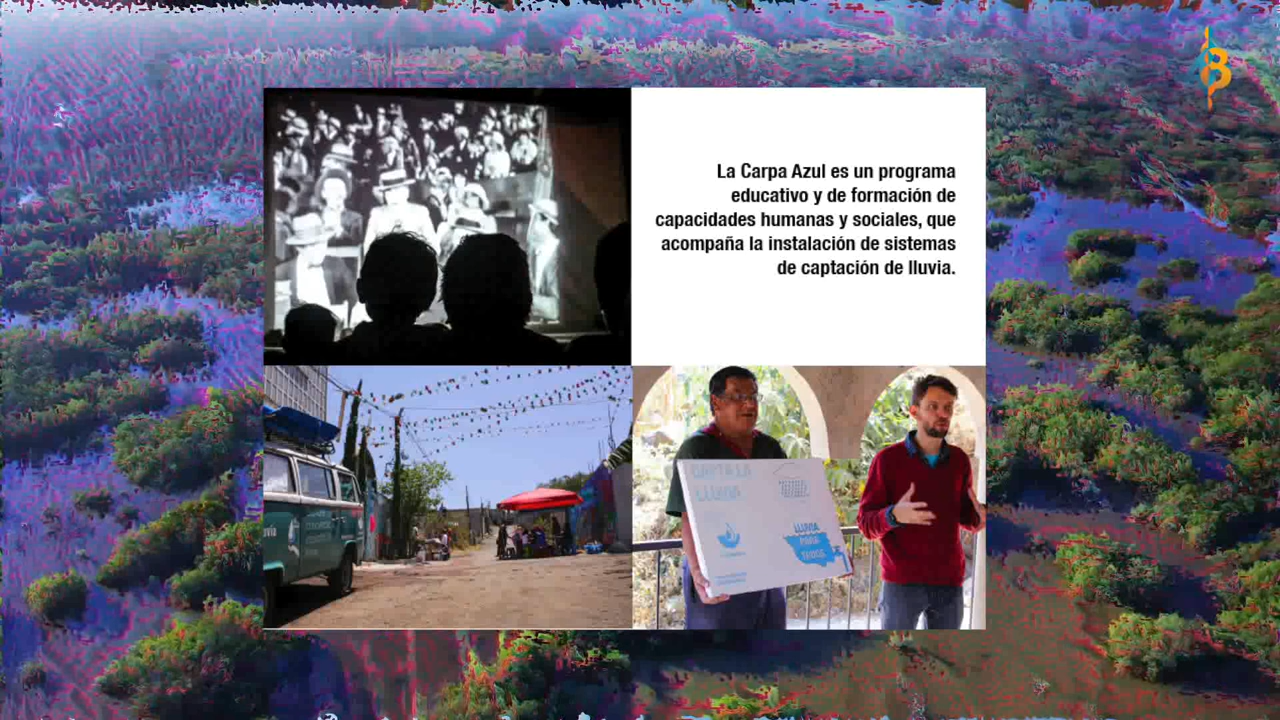 La Carpa Azul es un programa
educativo y de formación de
capacidades humanas y sociales, que
acompaña la instalación de sistemas
de captación de lluvia.
CAPTA LA
LLUVIA
LLUVIA
PARA
TODOS